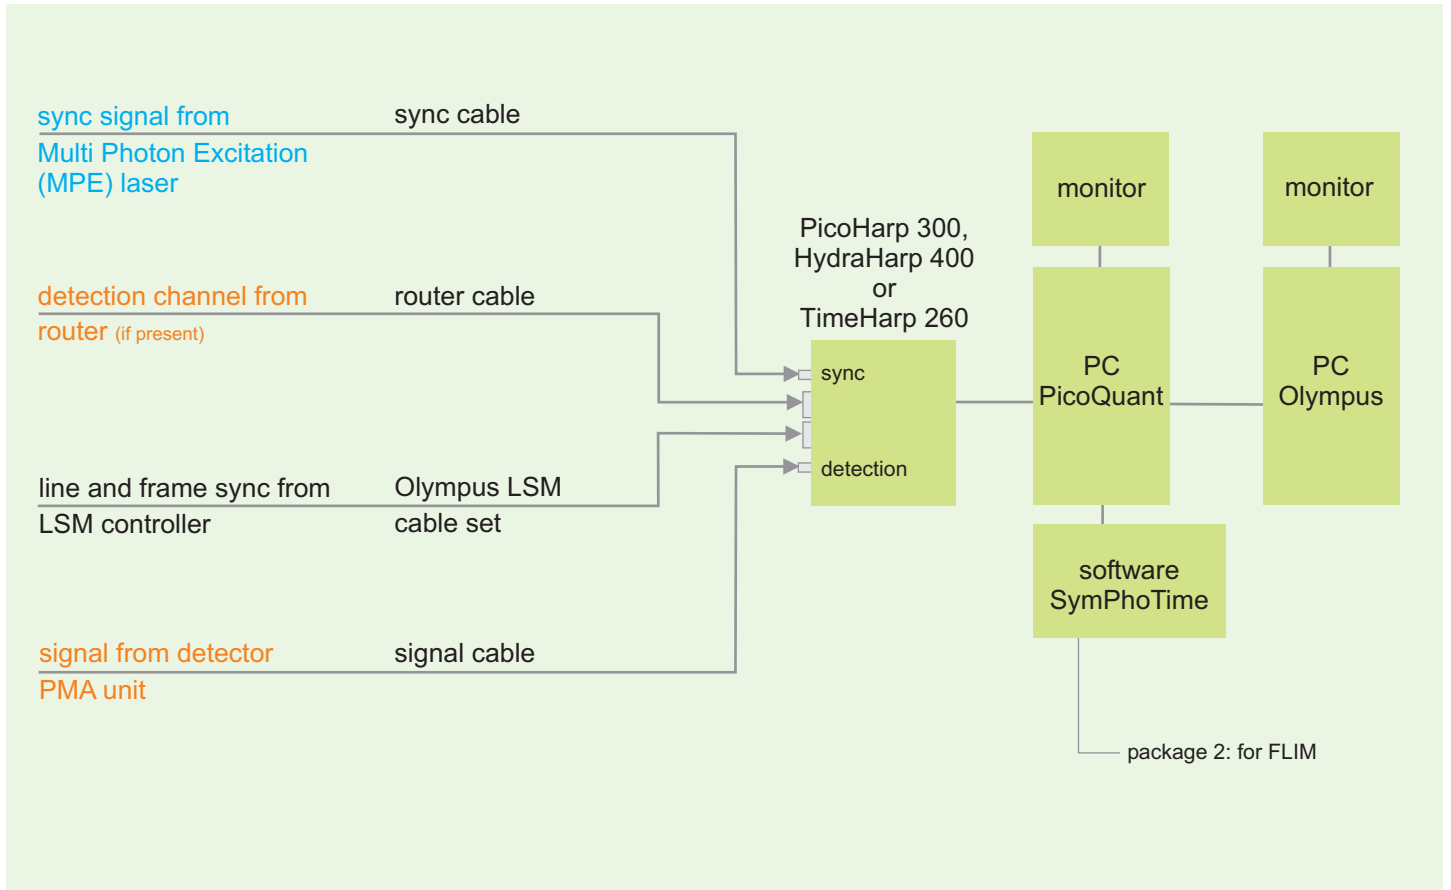 sync signal from
Multi Photon Excitation
(MPE) laser
sync cable
detection channel from
router (if present)
router cable
line and frame sync from
LSM controller
Olympus LSM
cable set
signal from detector
PMA unit
signal cable
PicoHarp 300,
HydraHarp 400
or
TimeHarp 260
sync
detection
monitor
PC
PicoQuant
software
SymPhoTime
package 2: for FLIM
monitor
PC
Olympus